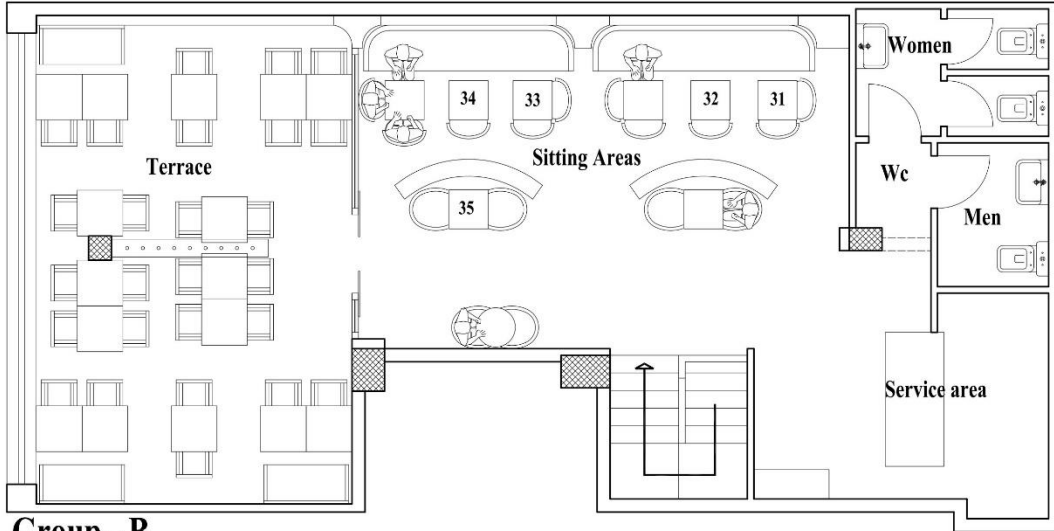 Women
34
33
32
31
Sitting Areas
Terrace
Wc
35
Men
Service area
Group B